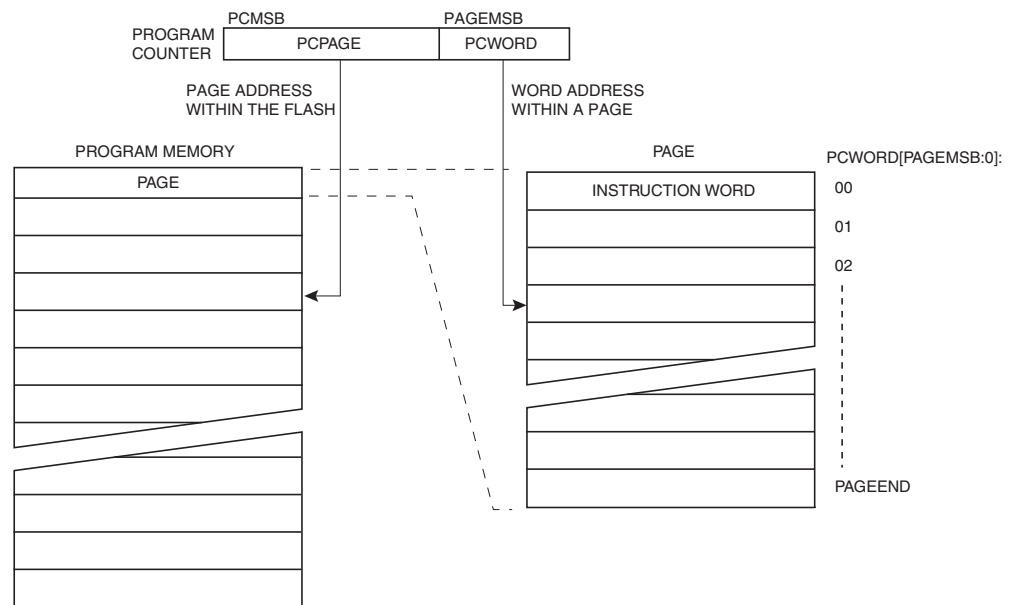 PCMSB PAGEMSB
PROGRAM
COUNTER
PCPAGE PCWORD
PAGE ADDRESS
WITHIN THE FLASH
WORD ADDRESS
WITHIN A PAGE
PROGRAM MEMORY
PAGE
PAGE
INSTRUCTION WORD
PCWORD[PAGEMSB:0]:
00
01
02
PAGEEND